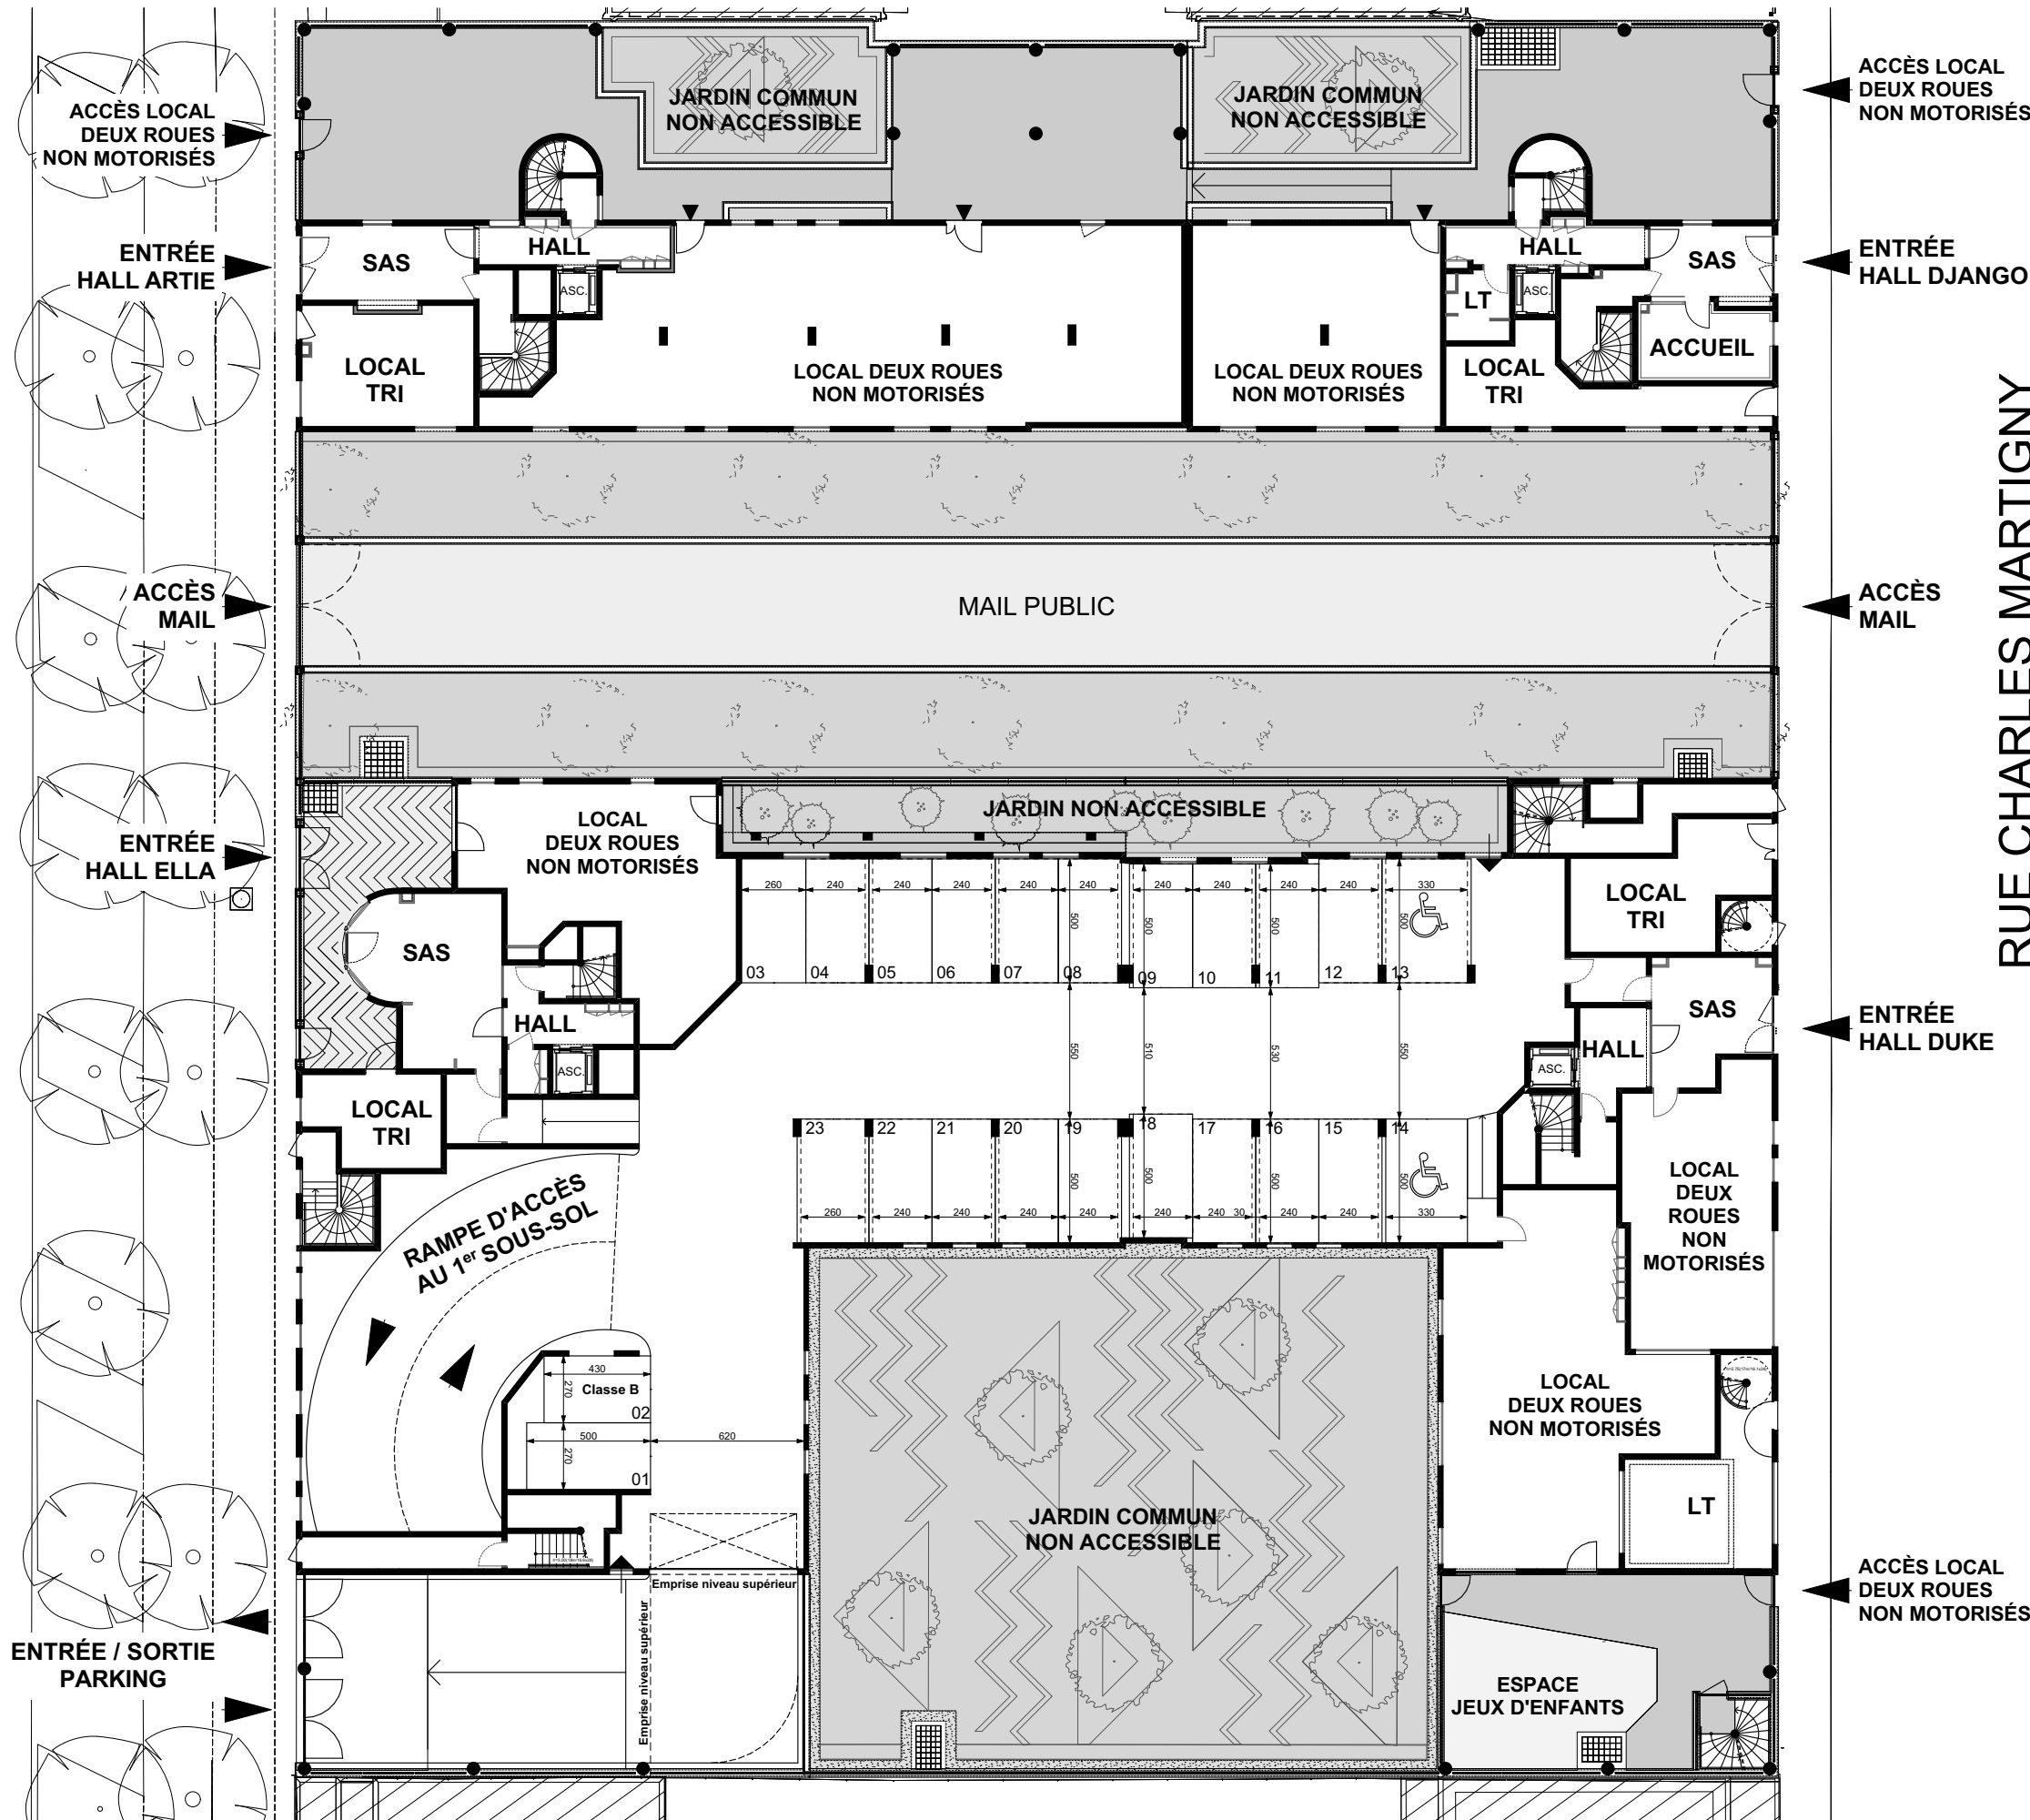 ACCÈS LOCAL
DEUX ROUES
NON MOTORISÉS
JARDIN COMMUN
NON ACCESSIBLE
JARDIN COMMUN
NON ACCESSIBLE
ACCÈS LOCAL
DEUX ROUES
NON MOTORISÉS
ENTRÉE
HALL ARTIE
SAS
HALL
ASC.
LOCAL
TRI
LOCAL DEUX ROUES
NON MOTORISÉS
LOCAL DEUX ROUES
NON MOTORISÉS
HALL
SAS
LT
ASC.
ACCUEIL
LOCAL
TRI
ENTRÉE
HALL DJANGO
RUE CHARLES MARTIGNY
ACCÈS
MAIL
MAIL PUBLIC
ACCÈS
MAIL
ENTRÉE
HALL ELLA
LOCAL
DEUX ROUES
NON MOTORISÉS
JARDIN NON ACCESSIBLE
260 240 240 240 240 240 240 240 240 240 330
500 500 500 500
03 04 05 06 07 08 09 10 11 12 13
LOCAL
TRI
SAS
HALL
ASC.
LOCAL
TRI
550 510 530 550
SAS
HALL
ASC.
ENTRÉE
HALL DUKE
23 22 21 20 19 18 17 16 15 14
500 500 500 500
260 240 240 240 240 240 240 30 240 240 330
LOCAL
DEUX
ROUES
NON
MOTORISÉS
RAMPE D'ACCÈS
AU 1er SOUS-SOL
430
270
Classe B
02
500
270
01
620
LOCAL
DEUX ROUES
NON MOTORISÉS
LT
JARDIN COMMUN
NON ACCESSIBLE
Emprise niveau supérieur
Emprise niveau supérieur
ENTRÉE / SORTIE
PARKING
ESPACE
JEUX D'ENFANTS
ACCÈS LOCAL
DEUX ROUES
NON MOTORISÉS